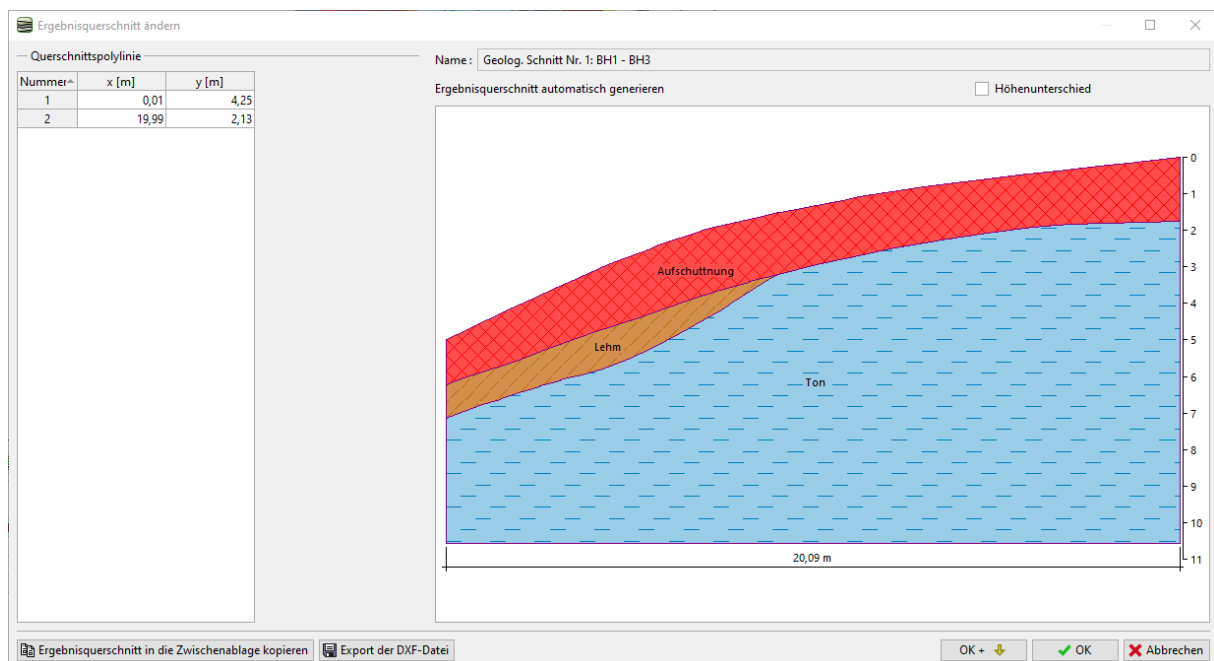 Ergebnisquerschnitt ändern
Querschnittspolylinie
Nummer x [m] y [m]
1 0,01 4,25
2 19,99 2,13
Name : Geolog. Schnitt Nr. 1: BH1 - BH3
Ergebnisquerschnitt automatisch generieren Höhenunterschied
0
1
2
3
Aufschuttnung
4
5
Lehm
6
Ton
7
8
9
10
11
20,09 m
Ergebnisquerschnitt in die Zwischenablage kopieren Export der DXF-Datei OK + OK Abbrechen